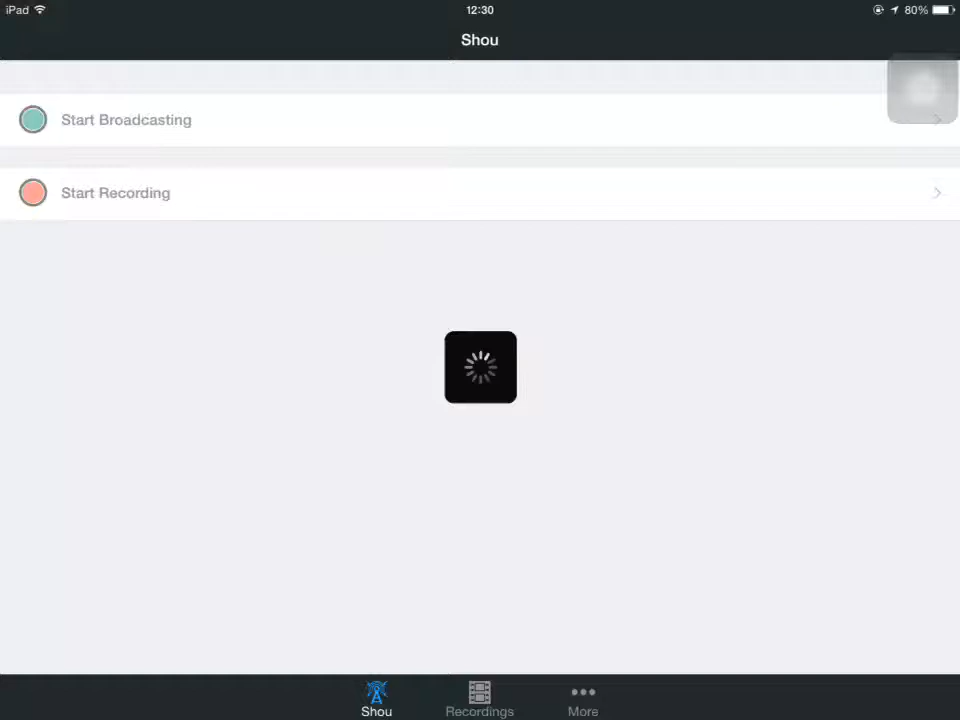 iPad 12:30 80%
Shou
Start Broadcasting
Start Recording
Shou Recordings More